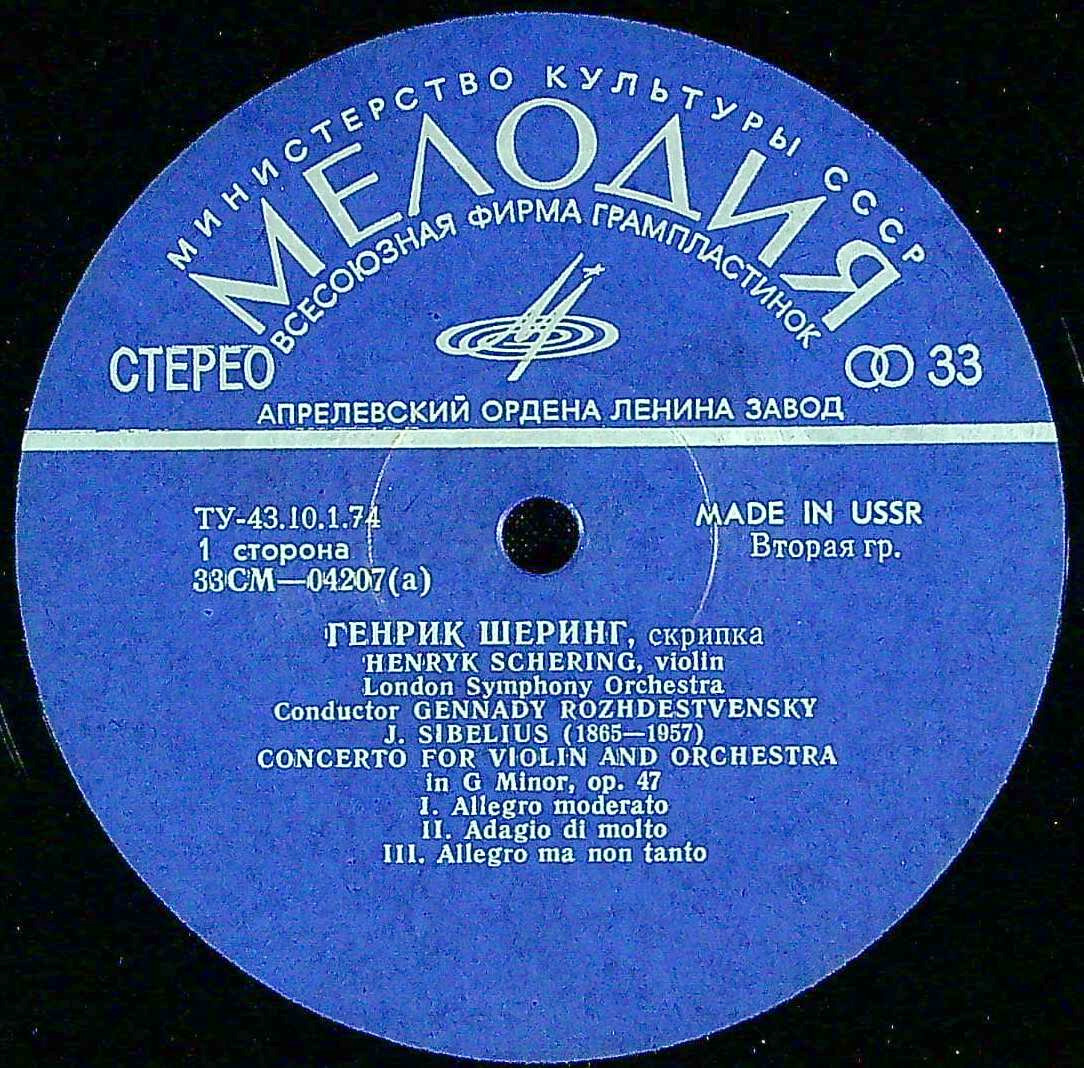 МИНИСТЕРСТВО КУЛЬТУРЫ СССР
МЕЛОДИЯ
ВСЕСОЮЗНАЯ ФИРМА ГРАМПЛАСТИНОК
СТЕРЕО
33
АПРЕЛЕВСКИЙ ОРДЕНА ЛЕНИНА ЗАВОД
ТУ-43.10.1.74
1 сторона
33СМ—04207(а)
MADE IN USSR
Вторая гр.
ГЕНРИК ШЕРИНГ, скрипка
HENRYK SCHERING, violin
London Symphony Orchestra
Conductor GENNADY ROZHDESTVENSKY
J. SIBELIUS (1865—1957)
CONCERTO FOR VIOLIN AND ORCHESTRA
in G Minor, op. 47
I. Allegro moderato
II. Adagio di molto
III. Allegro ma non tanto